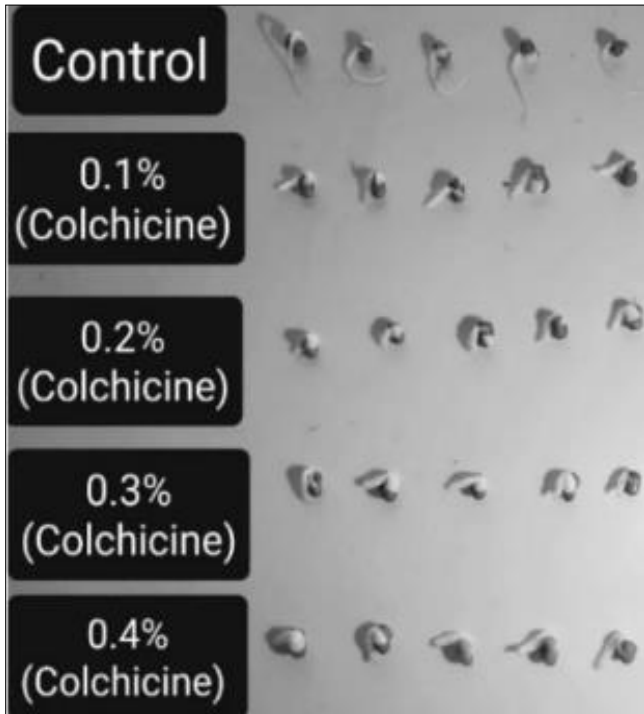 Control
0.1%
(Colchicine)
0.2%
(Colchicine)
0.3%
(Colchicine)
0.4%
(Colchicine)